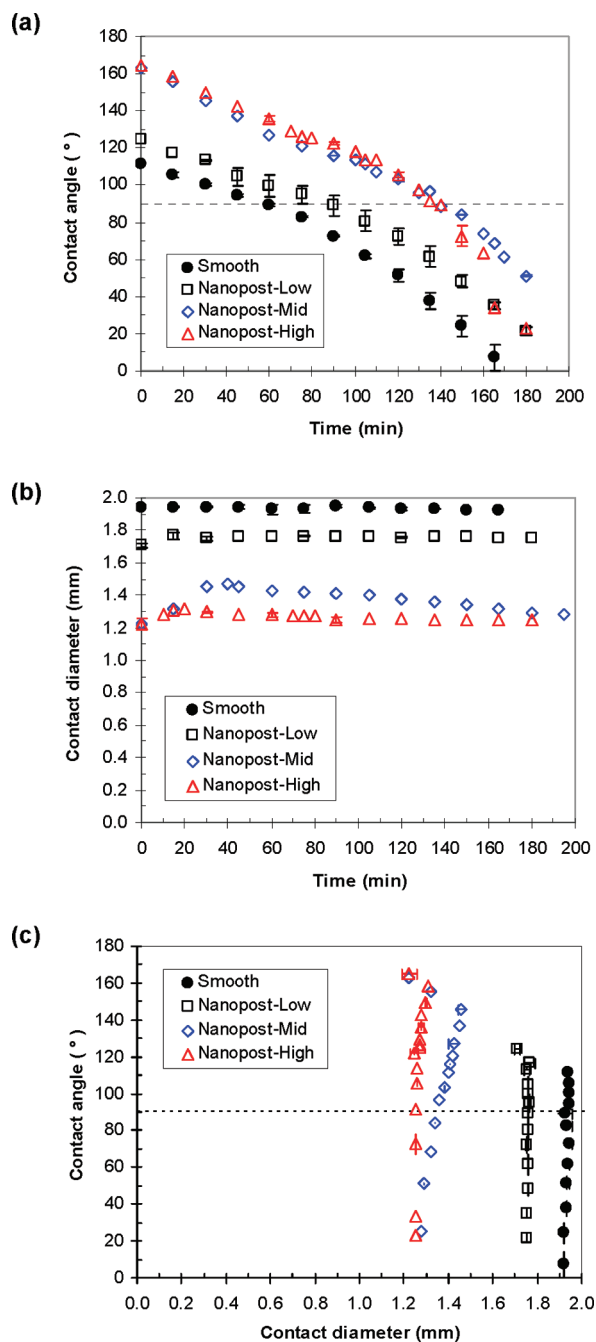 (a)
180
160
140
120
100
80
60
40
20
0
Contact angle ( ° )
Smooth
Nanopost-Low
Nanopost-Mid
Nanopost-High
0 20 40 60 80 100 120 140 160 180 200
Time (min)
(b)
2.0
1.8
1.6
1.4
1.2
1.0
0.8
0.6
0.4
0.2
0.0
Contact diameter (mm)
Smooth
Nanopost-Low
Nanopost-Mid
Nanopost-High
0 20 40 60 80 100 120 140 160 180 200
Time (min)
(c)
180
160
140
120
100
80
60
40
20
0
Contact angle ( ° )
Smooth
Nanopost-Low
Nanopost-Mid
Nanopost-High
0.0 0.2 0.4 0.6 0.8 1.0 1.2 1.4 1.6 1.8 2.0
Contact diameter (mm)